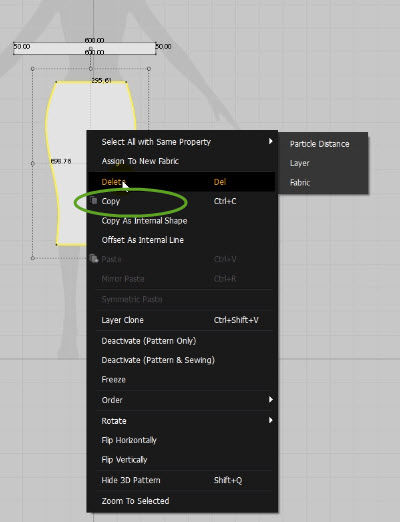 600.00
50.00 50.00
600.00
295.61
698.76
Select All with Same Property
Particle Distance
Assign To New Fabric
Layer
Delete Del
Fabric
Copy Ctrl+C
Copy As Internal Shape
Offset As Internal Line
Paste Ctrl+V
Mirror Paste Ctrl+R
Symmetric Paste
Layer Clone Ctrl+Shift+V
Deactivate (Pattern Only)
Deactivate (Pattern & Sewing)
Freeze
Order
Rotate
Flip Horizontally
Flip Vertically
Hide 3D Pattern Shift+Q
Zoom To Selected